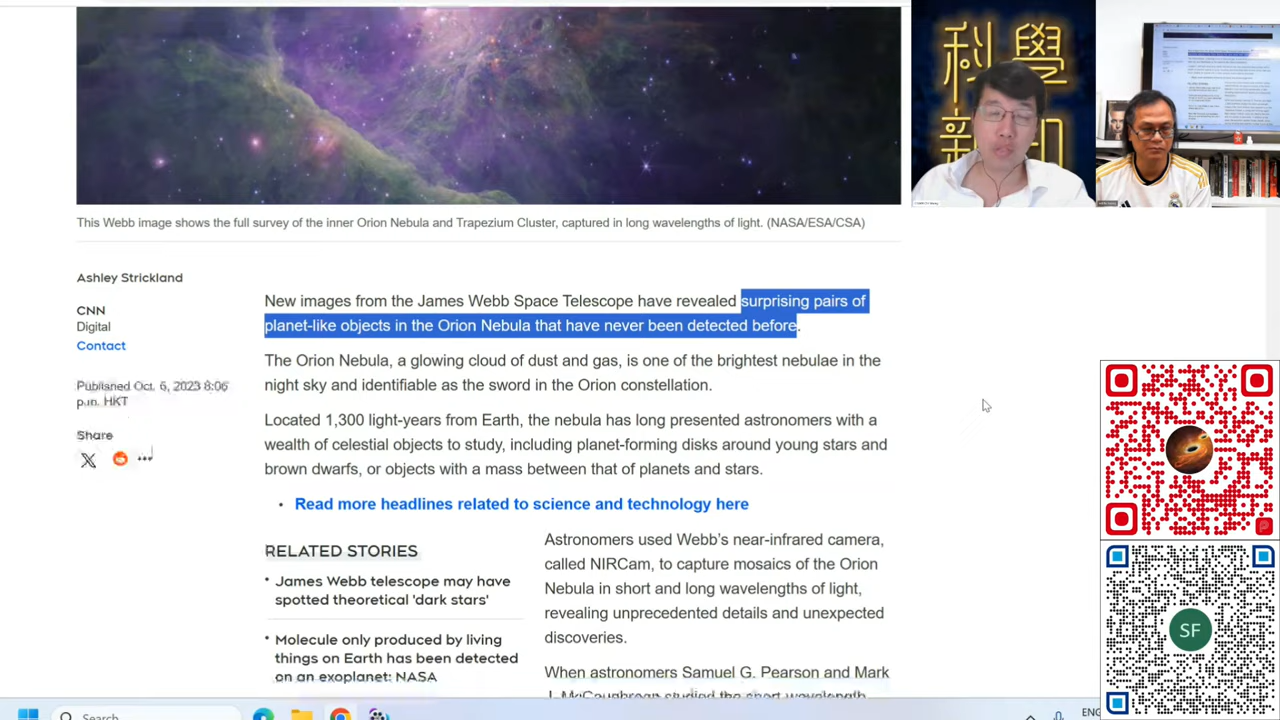 科學
新知
This Webb image shows the full survey of the inner Orion Nebula and Trapezium Cluster, captured in long wavelengths of light. (NASA/ESA/CSA)
Ashley Strickland
CNN
Digital
Contact
Published Oct. 6, 2023 8:06
p.m. HKT
Share
New images from the James Webb Space Telescope have revealed surprising pairs of
planet-like objects in the Orion Nebula that have never been detected before.
The Orion Nebula, a glowing cloud of dust and gas, is one of the brightest nebulae in the
night sky and identifiable as the sword in the Orion constellation.
Located 1,300 light-years from Earth, the nebula has long presented astronomers with a
wealth of celestial objects to study, including planet-forming disks around young stars and
brown dwarfs, or objects with a mass between that of planets and stars.
• Read more headlines related to science and technology here
RELATED STORIES
• James Webb telescope may have
spotted theoretical 'dark stars'
• Molecule only produced by living
things on Earth has been detected
on an exoplanet: NASA
Astronomers used Webb's near-infrared camera,
called NIRCam, to capture mosaics of the Orion
Nebula in short and long wavelengths of light,
revealing unprecedented details and unexpected
discoveries.
When astronomers Samuel G. Pearson and Mark
J. McCaughrean studied the short-wavelength
SF
Search
ENG